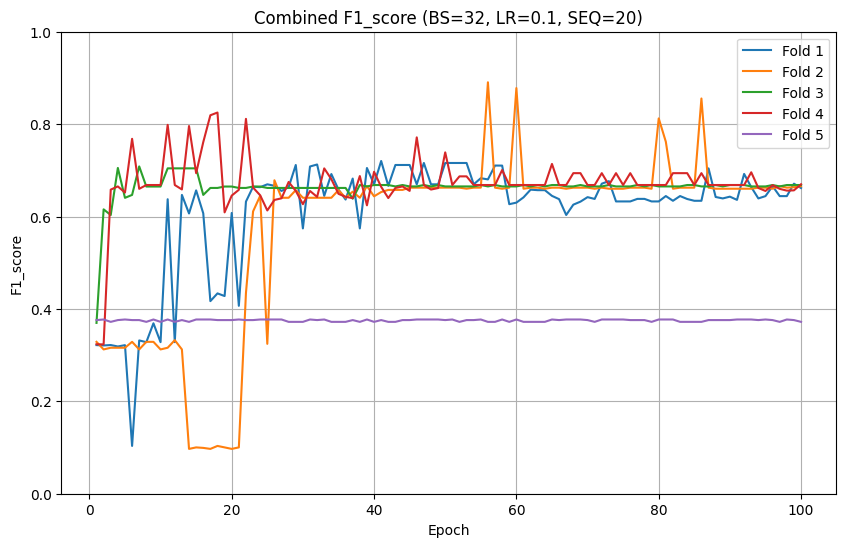 Combined F1_score (BS=32, LR=0.1, SEQ=20)
1.0
0.8
0.6
0.4
0.2
0.0
F1_score
Fold 1
Fold 2
Fold 3
Fold 4
Fold 5
0 20 40 60 80 100
Epoch